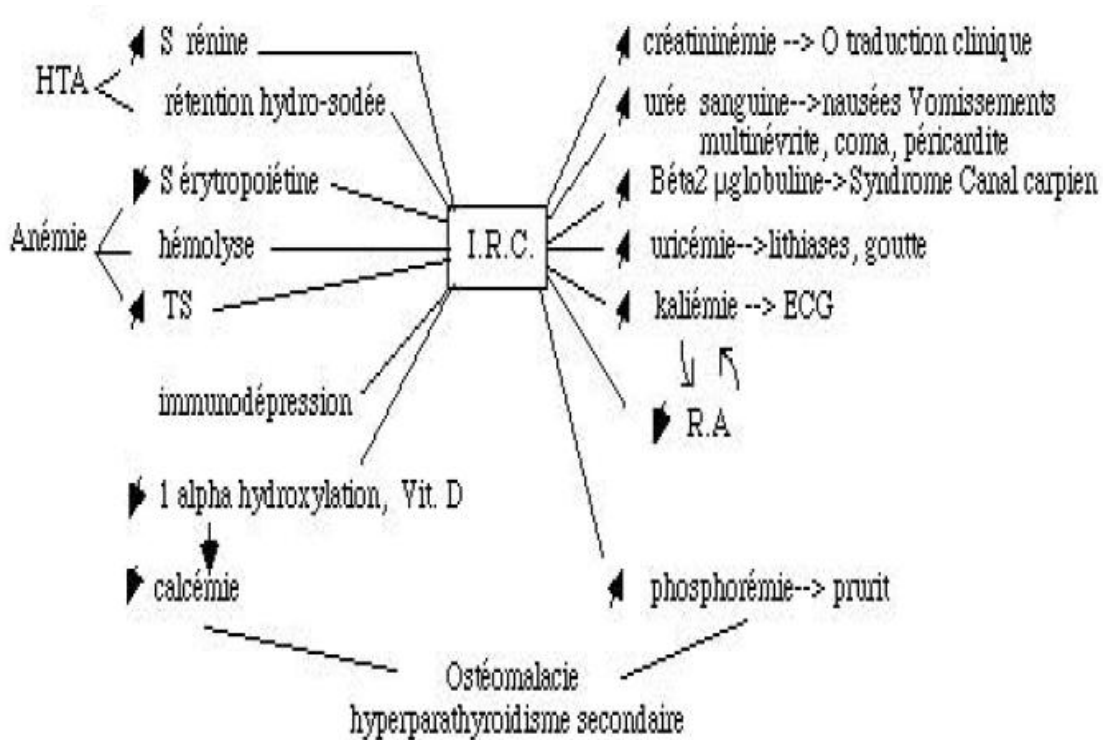 HTA
S rénine
rétention hydro-sodée
Anémie
S érytropoiétine
hémolyse
TS
immunodépression
1 alpha hydroxylation, Vit. D
calcémie
I.R.C.
créatininémie --> O traduction clinique
urée sanguine-->nausées Vomissements
multinévrite, coma, péricardite
Béta2 µglobuline->Syndrome Canal carpien
uricémie-->lithiases, goutte
kaliémie --> ECG
R.A
phosphorémie--> prurit
Ostéomalacie
hyperparathyroidisme secondaire